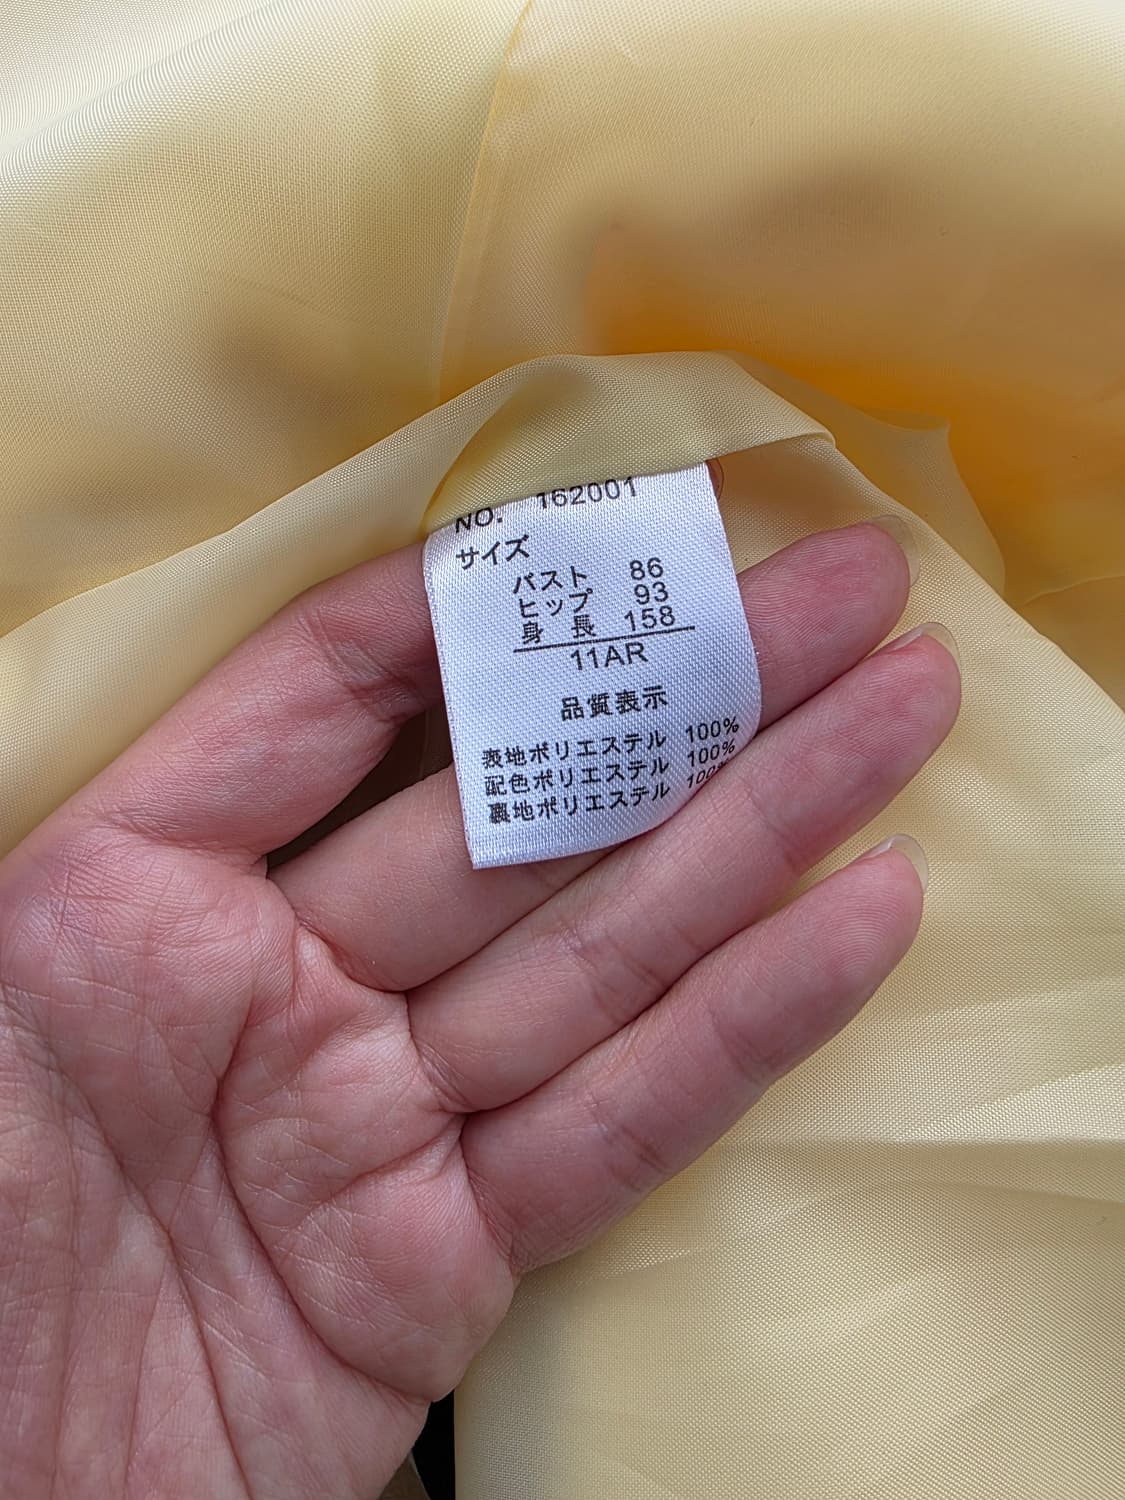 NO. 162001
サイズ
バスト 86
ヒップ 93
身長 158
11AR
品質表示
表地ポリエステル 100%
配色ポリエステル 100%
裏地ポリエステル 100%